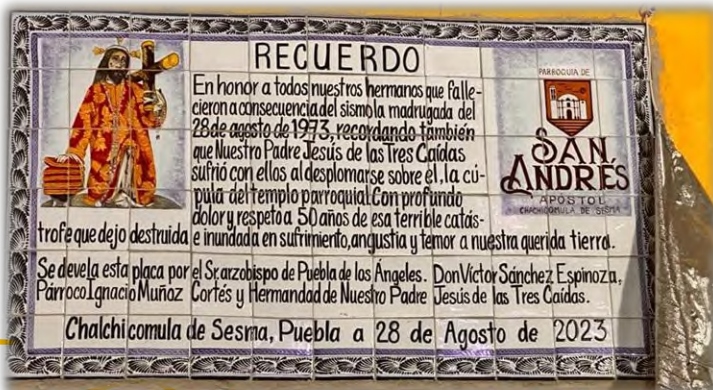 RECUERDO
En honor a todos nuestros hermanos que falle-
cieron a consecuencia del sismo la madrugada del
28 de agosto de 1973, recordando también
que Nuestro Padre Jesús de las Tres Caídas
sufrió con ellos al desplomarse sobre él, la cú-
pula del templo parroquial. Con profundo
dolor y respeto a 50 años de esa terrible catás-
trofe que dejo destruida e inundada en sufrimiento, angustia y temor a nuestra querida tierra.
Se devela esta placa por el Sr. arzobispo de Puebla de los Ángeles. Don Víctor Sánchez Espinoza,
Párroco Ignacio Muñoz Cortés y Hermandad de Nuestro Padre Jesús de las Tres Caídas.
Chalchicomula de Sesma, Puebla a 28 de Agosto de 2023
PARROQUIA DE
SAN
ANDRÉS
APOSTOL
CHALCHICOMULA DE SESMA